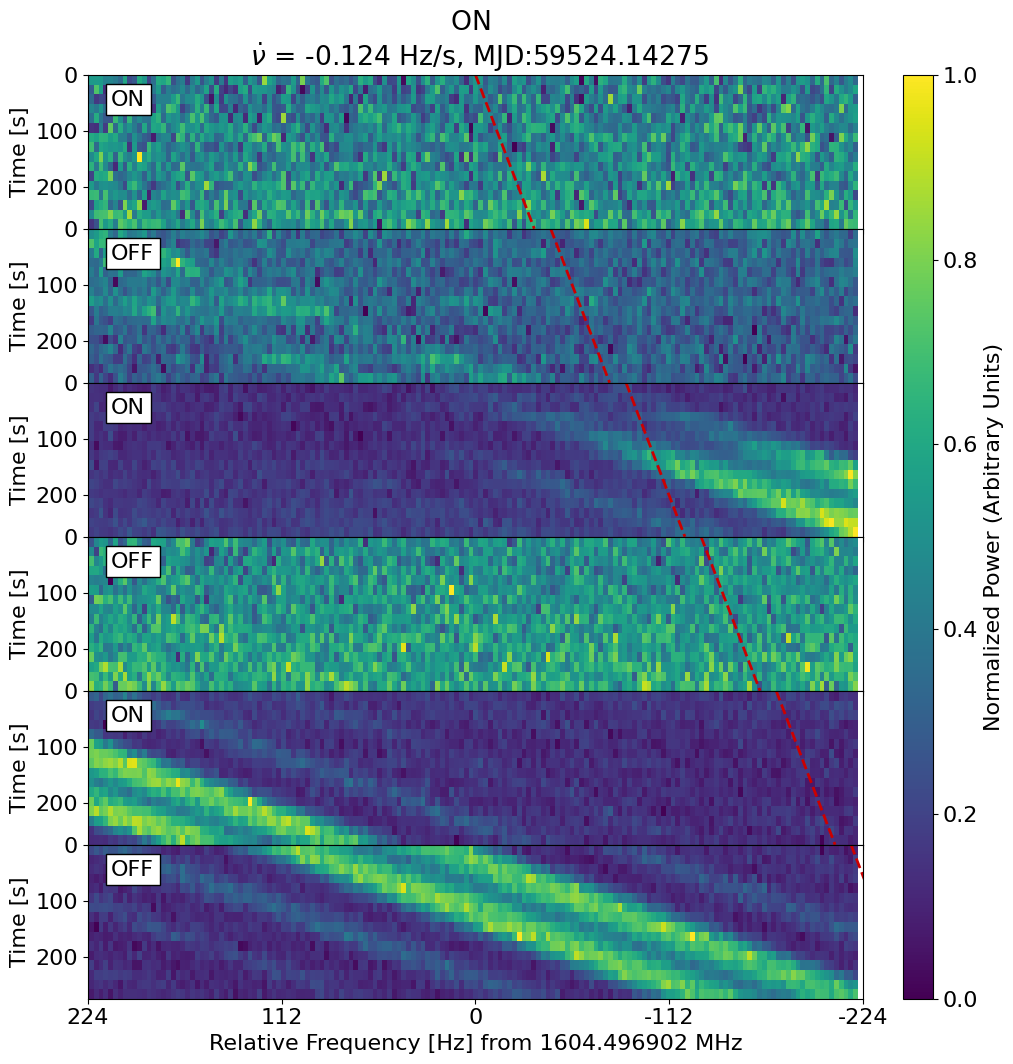 ON
ν̇ = -0.124 Hz/s, MJD:59524.14275
ON
0
100
200
Time [s]
OFF
0
100
200
Time [s]
ON
0
100
200
Time [s]
OFF
0
100
200
Time [s]
ON
0
100
200
Time [s]
OFF
0
100
200
Time [s]
224 112 0 -112 -224
Relative Frequency [Hz] from 1604.496902 MHz
1.0
0.8
0.6
0.4
0.2
0.0
Normalized Power (Arbitrary Units)